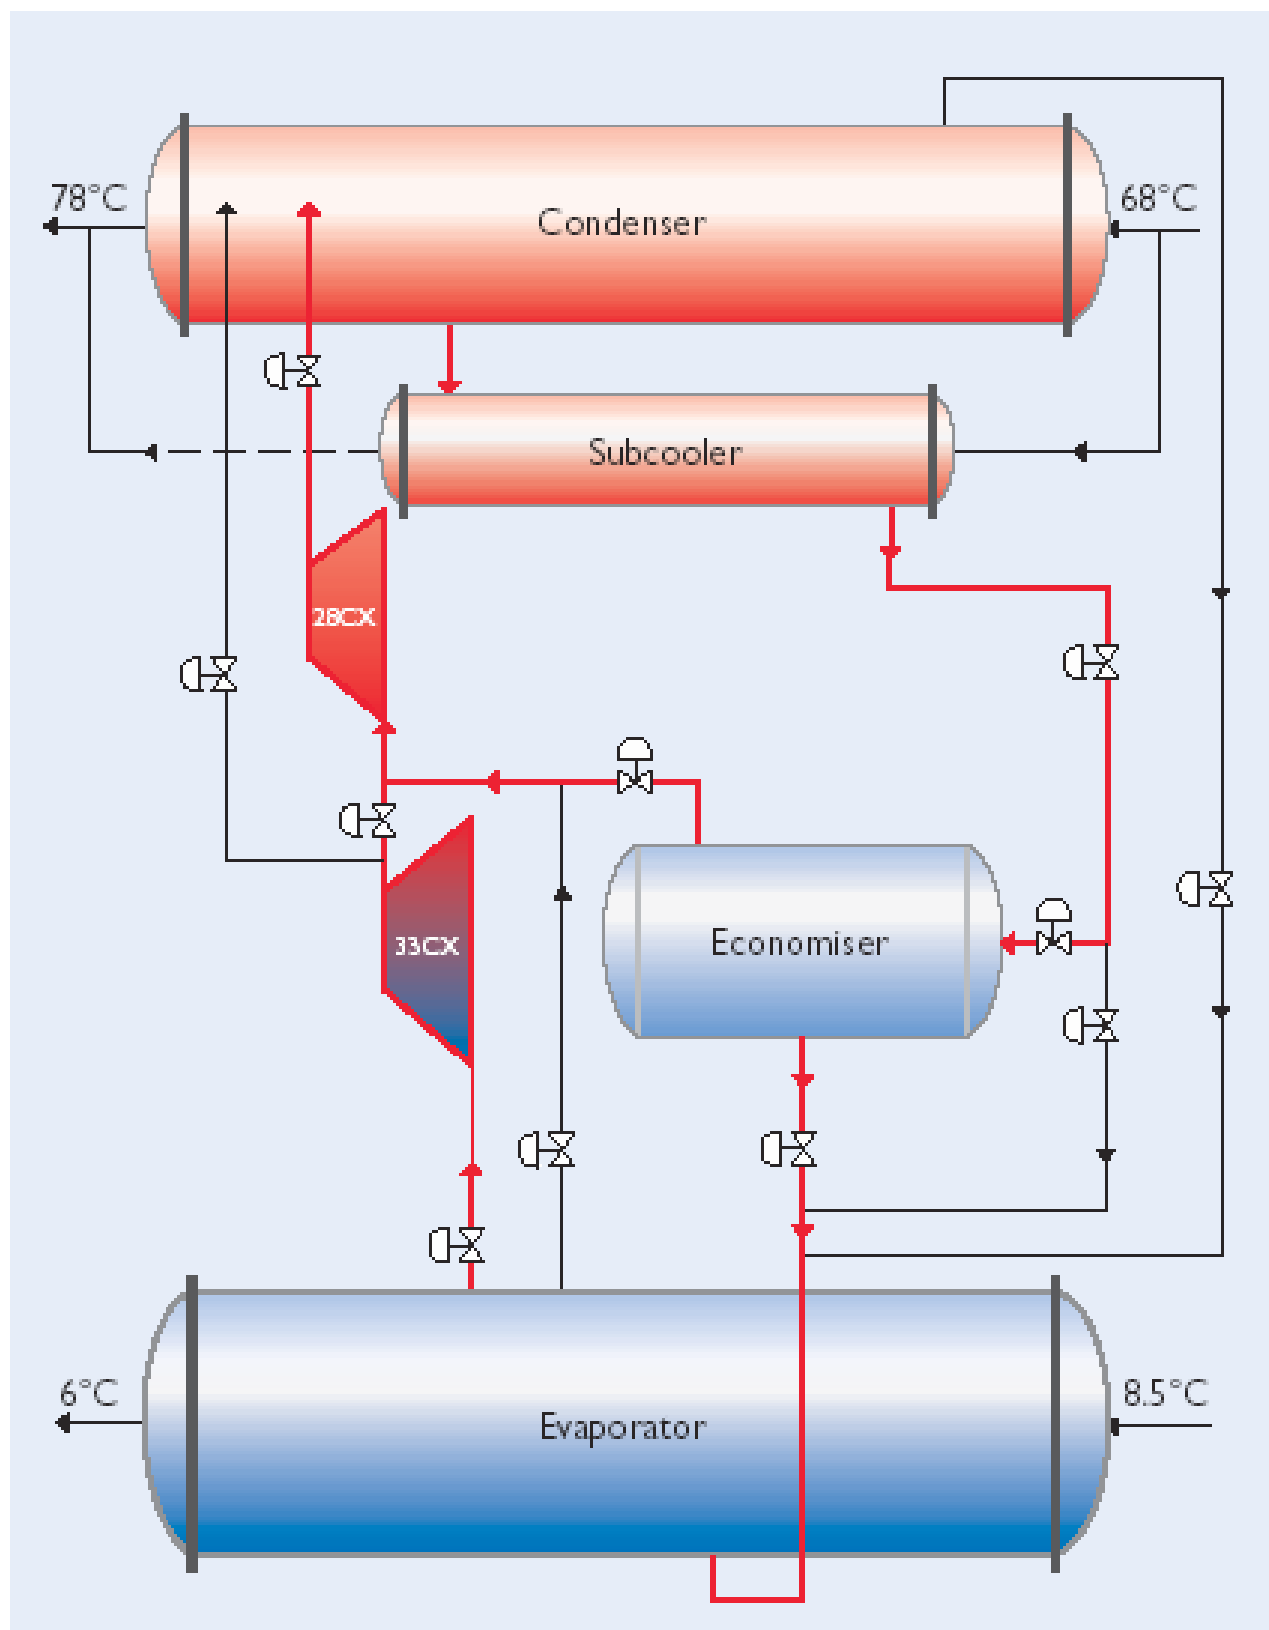 78°C
68°C
Condenser
Subcooler
28CX
33CX
Economiser
6°C
8.5°C
Evaporator